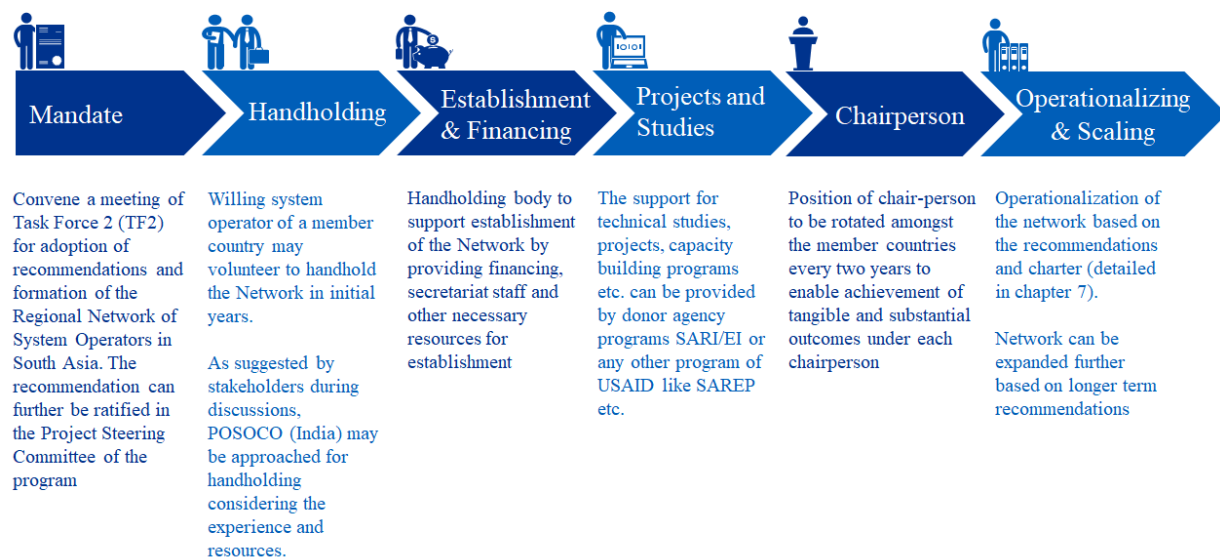 Mandate
Handholding
Establishment
& Financing
Projects and
Studies
Chairperson
Operationalizing
& Scaling
Convene a meeting of
Task Force 2 (TF2)
for adoption of
recommendations and
formation of the
Regional Network of
System Operators in
South Asia. The
recommendation can
further be ratified in
the Project Steering
Committee of the
program
Willing system
operator of a member
country may
volunteer to handhold
the Network in initial
years.
As suggested by
stakeholders during
discussions,
POSOCO (India) may
be approached for
handholding
considering the
experience and
resources.
Handholding body to
support establishment
of the Network by
providing financing,
secretariat staff and
other necessary
resources for
establishment
The support for
technical studies,
projects, capacity
building programs
etc. can be provided
by donor agency
programs SARI/EI or
any other program of
USAID like SAREP
etc.
Position of chair-person
to be rotated amongst
the member countries
every two years to
enable achievement of
tangible and substantial
outcomes under each
chairperson
Operationalization of
the network based on
the recommendations
and charter (detailed
in chapter 7).
Network can be
expanded further
based on longer term
recommendations